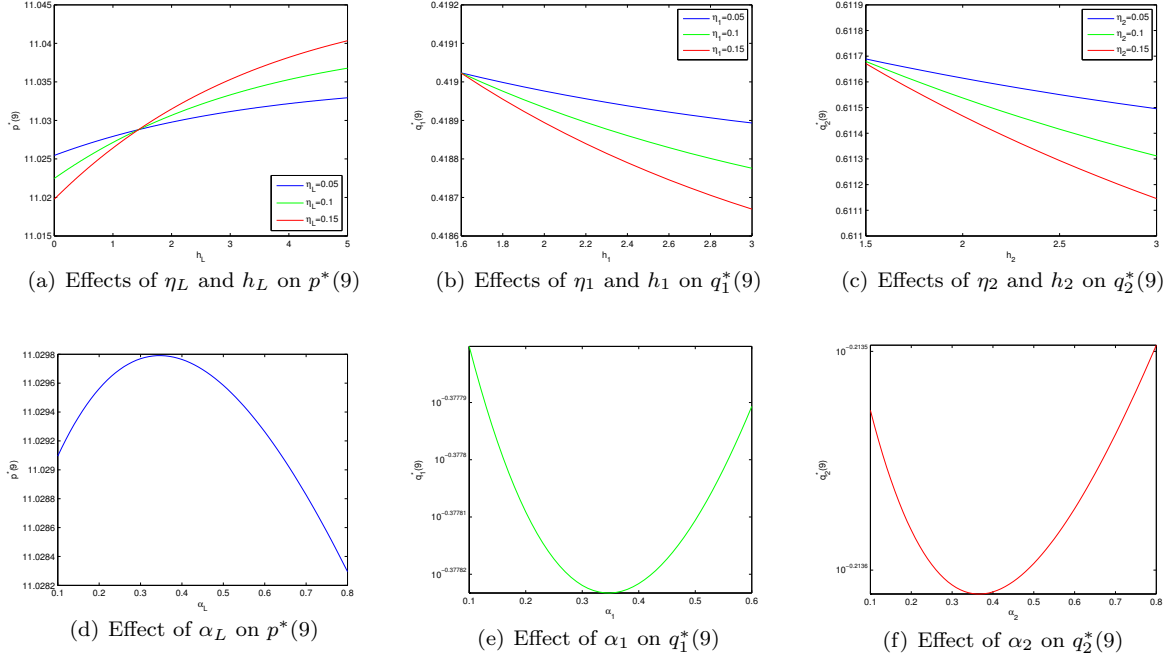 11.045
11.04
11.035
11.03
11.025
11.02
11.015
p*(9)
η_L=0.05
η_L=0.1
η_L=0.15
0 1 2 3 4 5
h_L
(a) Effects of η_L and h_L on p*(9)
0.4192
0.4191
0.419
0.4189
0.4188
0.4187
0.4186
q*_1(9)
η_1=0.05
η_1=0.1
η_1=0.15
1.6 1.8 2 2.2 2.4 2.6 2.8 3
h_1
(b) Effects of η_1 and h_1 on q_1^*(9)
0.6119
0.6118
0.6117
0.6116
0.6115
0.6114
0.6113
0.6112
0.6111
0.611
q*_2(9)
η_2=0.05
η_2=0.1
η_2=0.15
1.5 2 2.5 3
h_2
(c) Effects of η_2 and h_2 on q_2^*(9)
11.0298
11.0296
11.0294
11.0292
11.029
11.0288
11.0286
11.0284
11.0282
p*(9)
0.1 0.2 0.3 0.4 0.5 0.6 0.7 0.8
α_L
(d) Effect of α_L on p*(9)
10^-0.37779
10^-0.3778
10^-0.37781
10^-0.37782
q*_1(9)
0.1 0.2 0.3 0.4 0.5 0.6
α_1
(e) Effect of α_1 on q_1^*(9)
10^-0.2135
10^-0.2136
q*_2(9)
0.1 0.2 0.3 0.4 0.5 0.6 0.7 0.8
α_2
(f) Effect of α_2 on q_2^*(9)